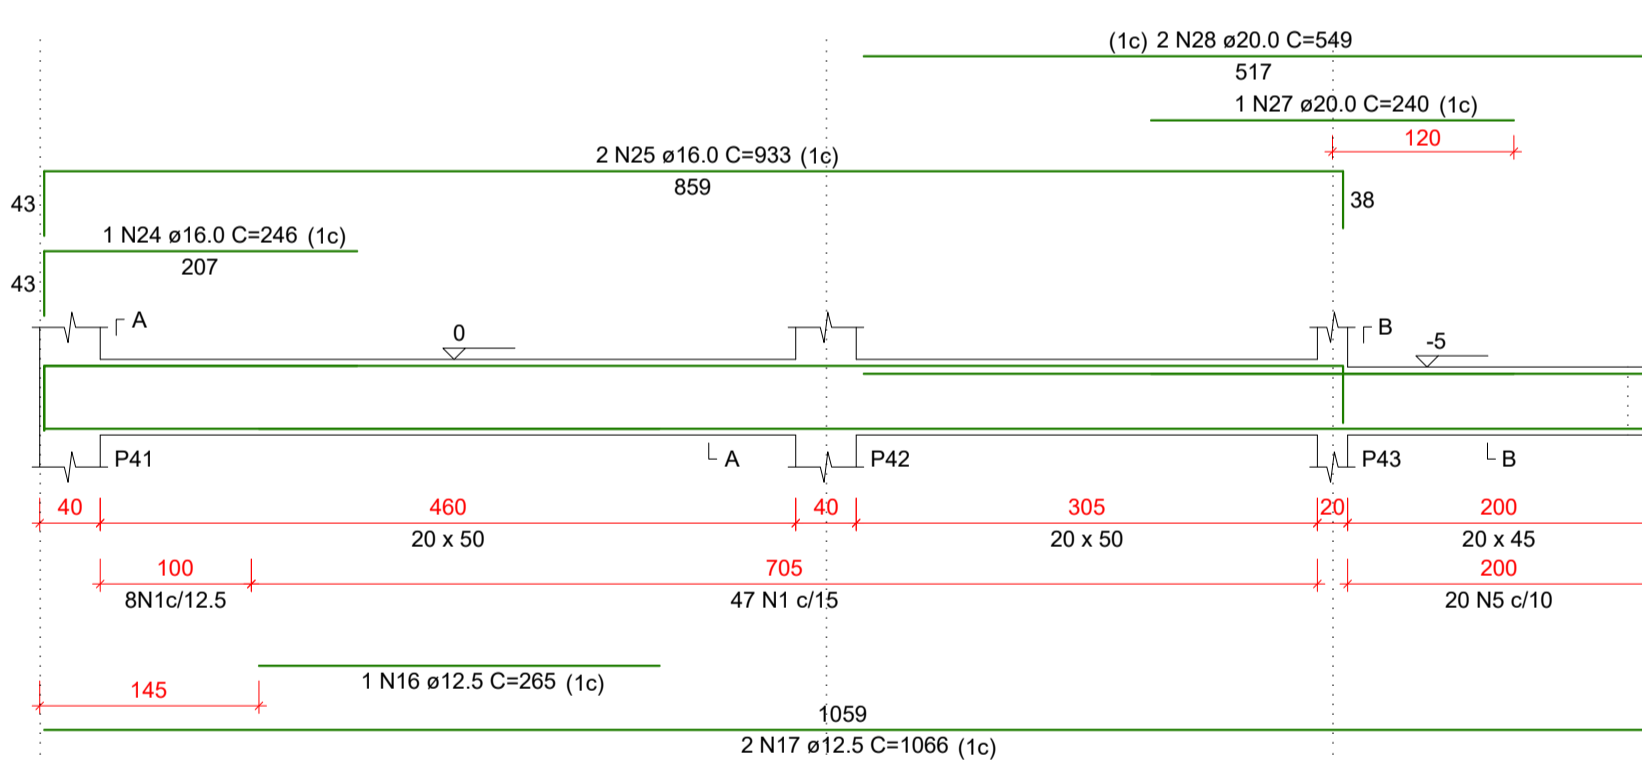 (1c) 2 N28 ø20.0 C=549
517
1 N27 ø20.0 C=240 (1c)
120
2 N25 ø16.0 C=933 (1c)
859
43
38
1 N24 ø16.0 C=246 (1c)
207
43
A
0
B
-5
P41
A
P42
P43
B
40
460
40
305
20
200
20 x 50
20 x 50
20 x 45
100
705
200
8N1c/12.5
47 N1 c/15
20 N5 c/10
145
1 N16 ø12.5 C=265 (1c)
1059
2 N17 ø12.5 C=1066 (1c)